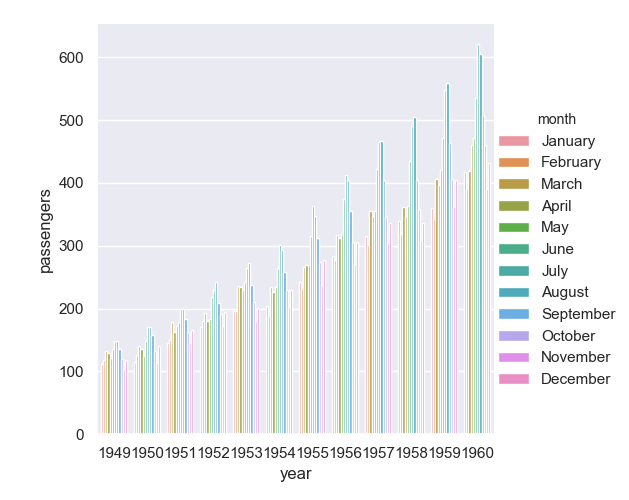 600
500
400
300
200
100
0
passengers
1949 1950 1951 1952 1953 1954 1955 1956 1957 1958 1959 1960
year
month
January
February
March
April
May
June
July
August
September
October
November
December